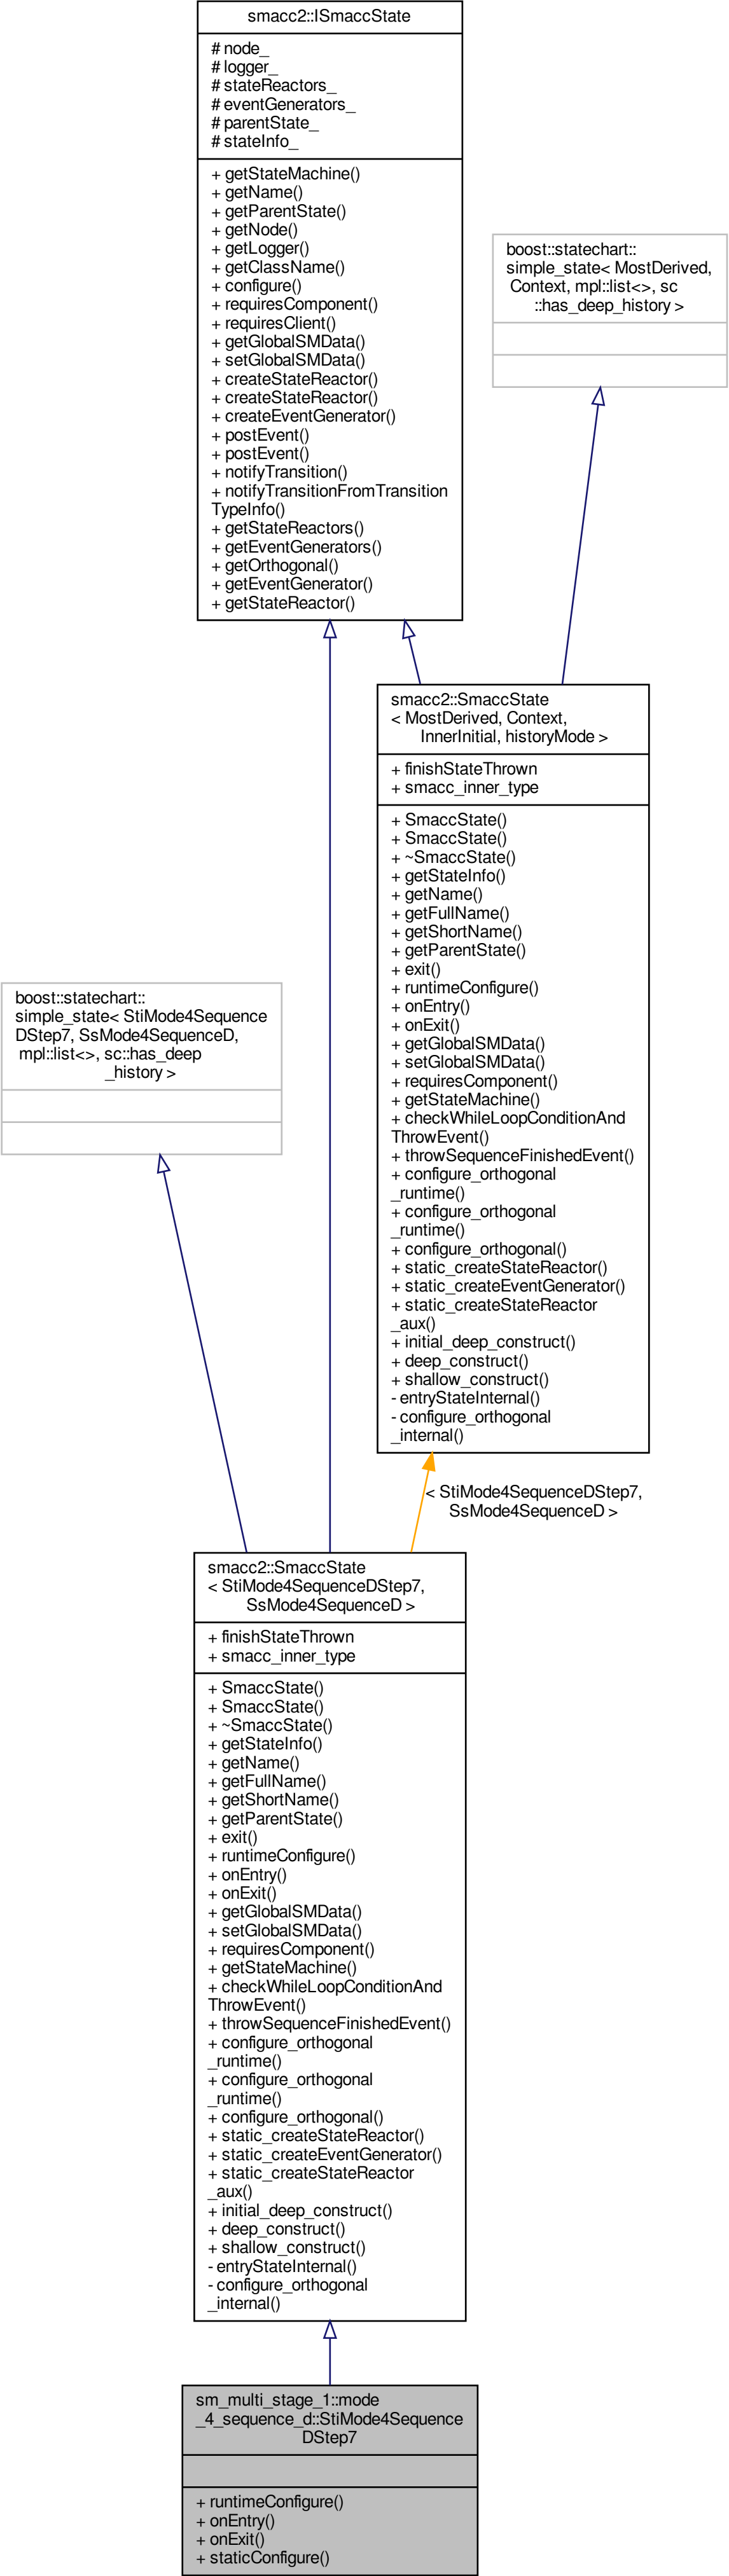 smacc2::ISmaccState
# node_
# logger_
# stateReactors_
# eventGenerators_
# parentState_
# stateInfo_
+ getStateMachine()
+ getName()
+ getParentState()
+ getNode()
+ getLogger()
+ getClassName()
+ configure()
+ requiresComponent()
+ requiresClient()
+ getGlobalSMData()
+ setGlobalSMData()
+ createStateReactor()
+ createStateReactor()
+ createEventGenerator()
+ postEvent()
+ postEvent()
+ notifyTransition()
+ notifyTransitionFromTransition
TypeInfo()
+ getStateReactors()
+ getEventGenerators()
+ getOrthogonal()
+ getEventGenerator()
+ getStateReactor()
boost::statechart::
simple_state< MostDerived,
Context, mpl::list<>, sc
::has_deep_history >
smacc2::SmaccState
< MostDerived, Context,
InnerInitial, historyMode >
+ finishStateThrown
+ smacc_inner_type
+ SmaccState()
+ SmaccState()
+ ~SmaccState()
+ getStateInfo()
+ getName()
+ getFullName()
+ getShortName()
+ getParentState()
+ exit()
+ runtimeConfigure()
+ onEntry()
+ onExit()
+ getGlobalSMData()
+ setGlobalSMData()
+ requiresComponent()
+ getStateMachine()
+ checkWhileLoopConditionAnd
ThrowEvent()
+ throwSequenceFinishedEvent()
+ configure_orthogonal
_runtime()
+ configure_orthogonal
_runtime()
+ configure_orthogonal()
+ static_createStateReactor()
+ static_createEventGenerator()
+ static_createStateReactor
_aux()
+ initial_deep_construct()
+ deep_construct()
+ shallow_construct()
- entryStateInternal()
- configure_orthogonal
_internal()
boost::statechart::
simple_state< StiMode4Sequence
DStep7, SsMode4SequenceD,
mpl::list<>, sc::has_deep
_history >
< StiMode4SequenceDStep7,
SsMode4SequenceD >
smacc2::SmaccState
< StiMode4SequenceDStep7,
SsMode4SequenceD >
+ finishStateThrown
+ smacc_inner_type
+ SmaccState()
+ SmaccState()
+ ~SmaccState()
+ getStateInfo()
+ getName()
+ getFullName()
+ getShortName()
+ getParentState()
+ exit()
+ runtimeConfigure()
+ onEntry()
+ onExit()
+ getGlobalSMData()
+ setGlobalSMData()
+ requiresComponent()
+ getStateMachine()
+ checkWhileLoopConditionAnd
ThrowEvent()
+ throwSequenceFinishedEvent()
+ configure_orthogonal
_runtime()
+ configure_orthogonal
_runtime()
+ configure_orthogonal()
+ static_createStateReactor()
+ static_createEventGenerator()
+ static_createStateReactor
_aux()
+ initial_deep_construct()
+ deep_construct()
+ shallow_construct()
- entryStateInternal()
- configure_orthogonal
_internal()
sm_multi_stage_1::mode
_4_sequence_d::StiMode4Sequence
DStep7
+ runtimeConfigure()
+ onEntry()
+ onExit()
+ staticConfigure()